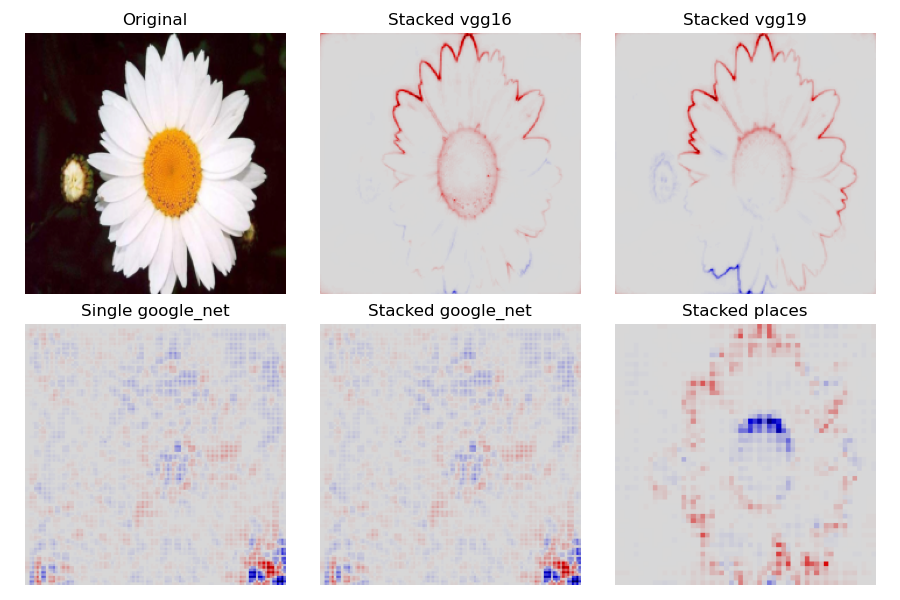 Original
Stacked vgg16
Stacked vgg19
Single google_net
Stacked google_net
Stacked places